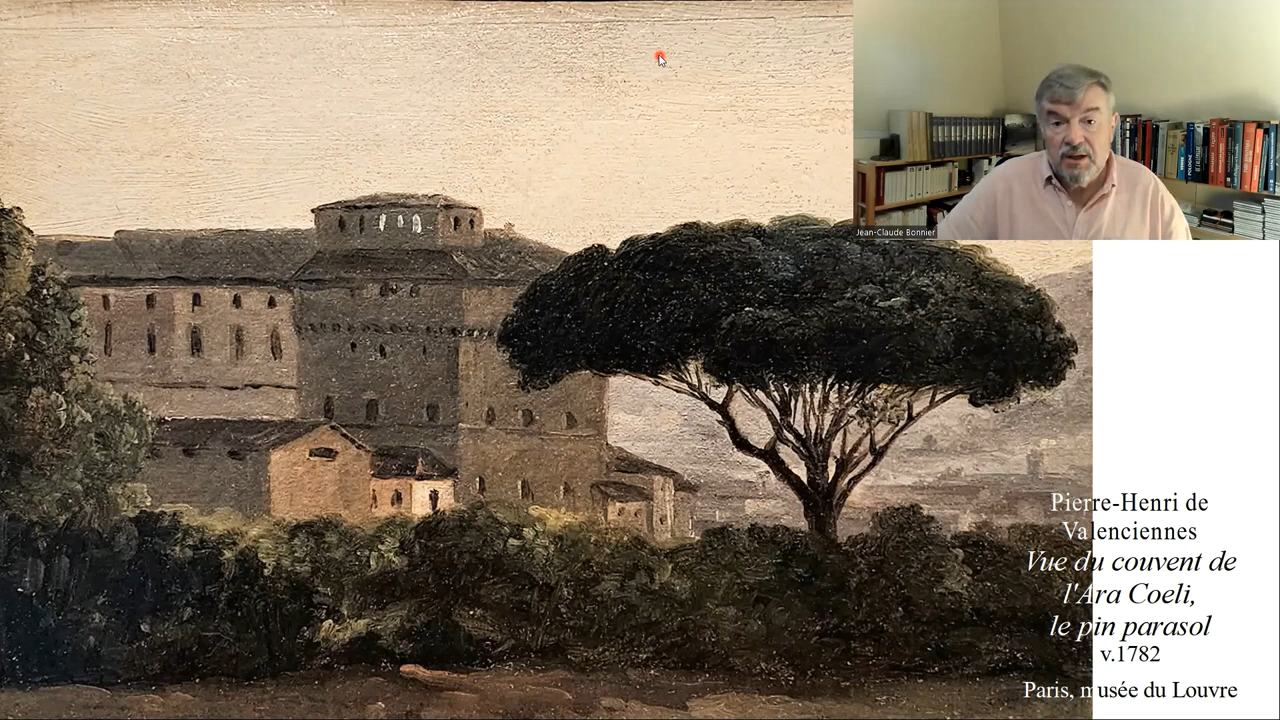 Jean-Claude Bonnier
Pierre-Henri de
Valenciennes
Vue du couvent de
l'Ara Coeli,
le pin parasol
v.1782
Paris, musée du Louvre